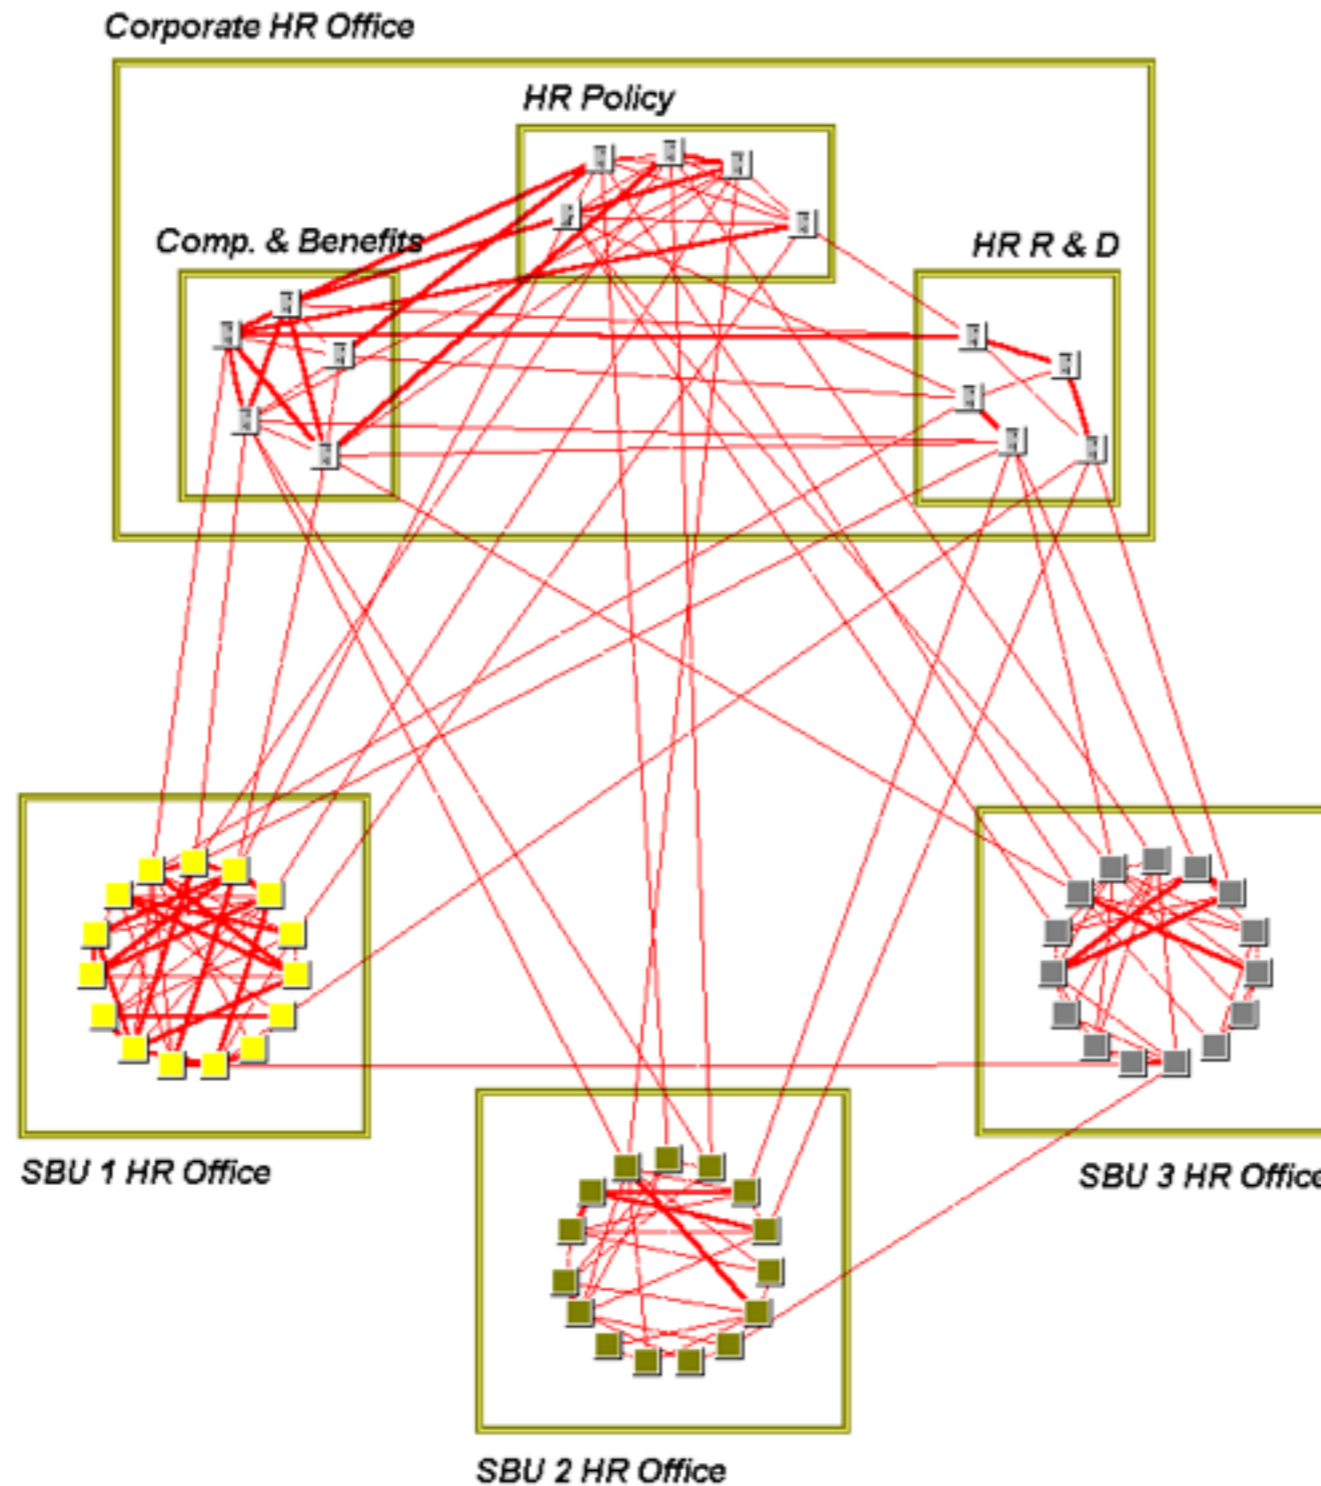 Corporate HR Office
HR Policy
Comp. & Benefits
HR R & D
SBU 1 HR Office
SBU 3 HR Office
SBU 2 HR Office